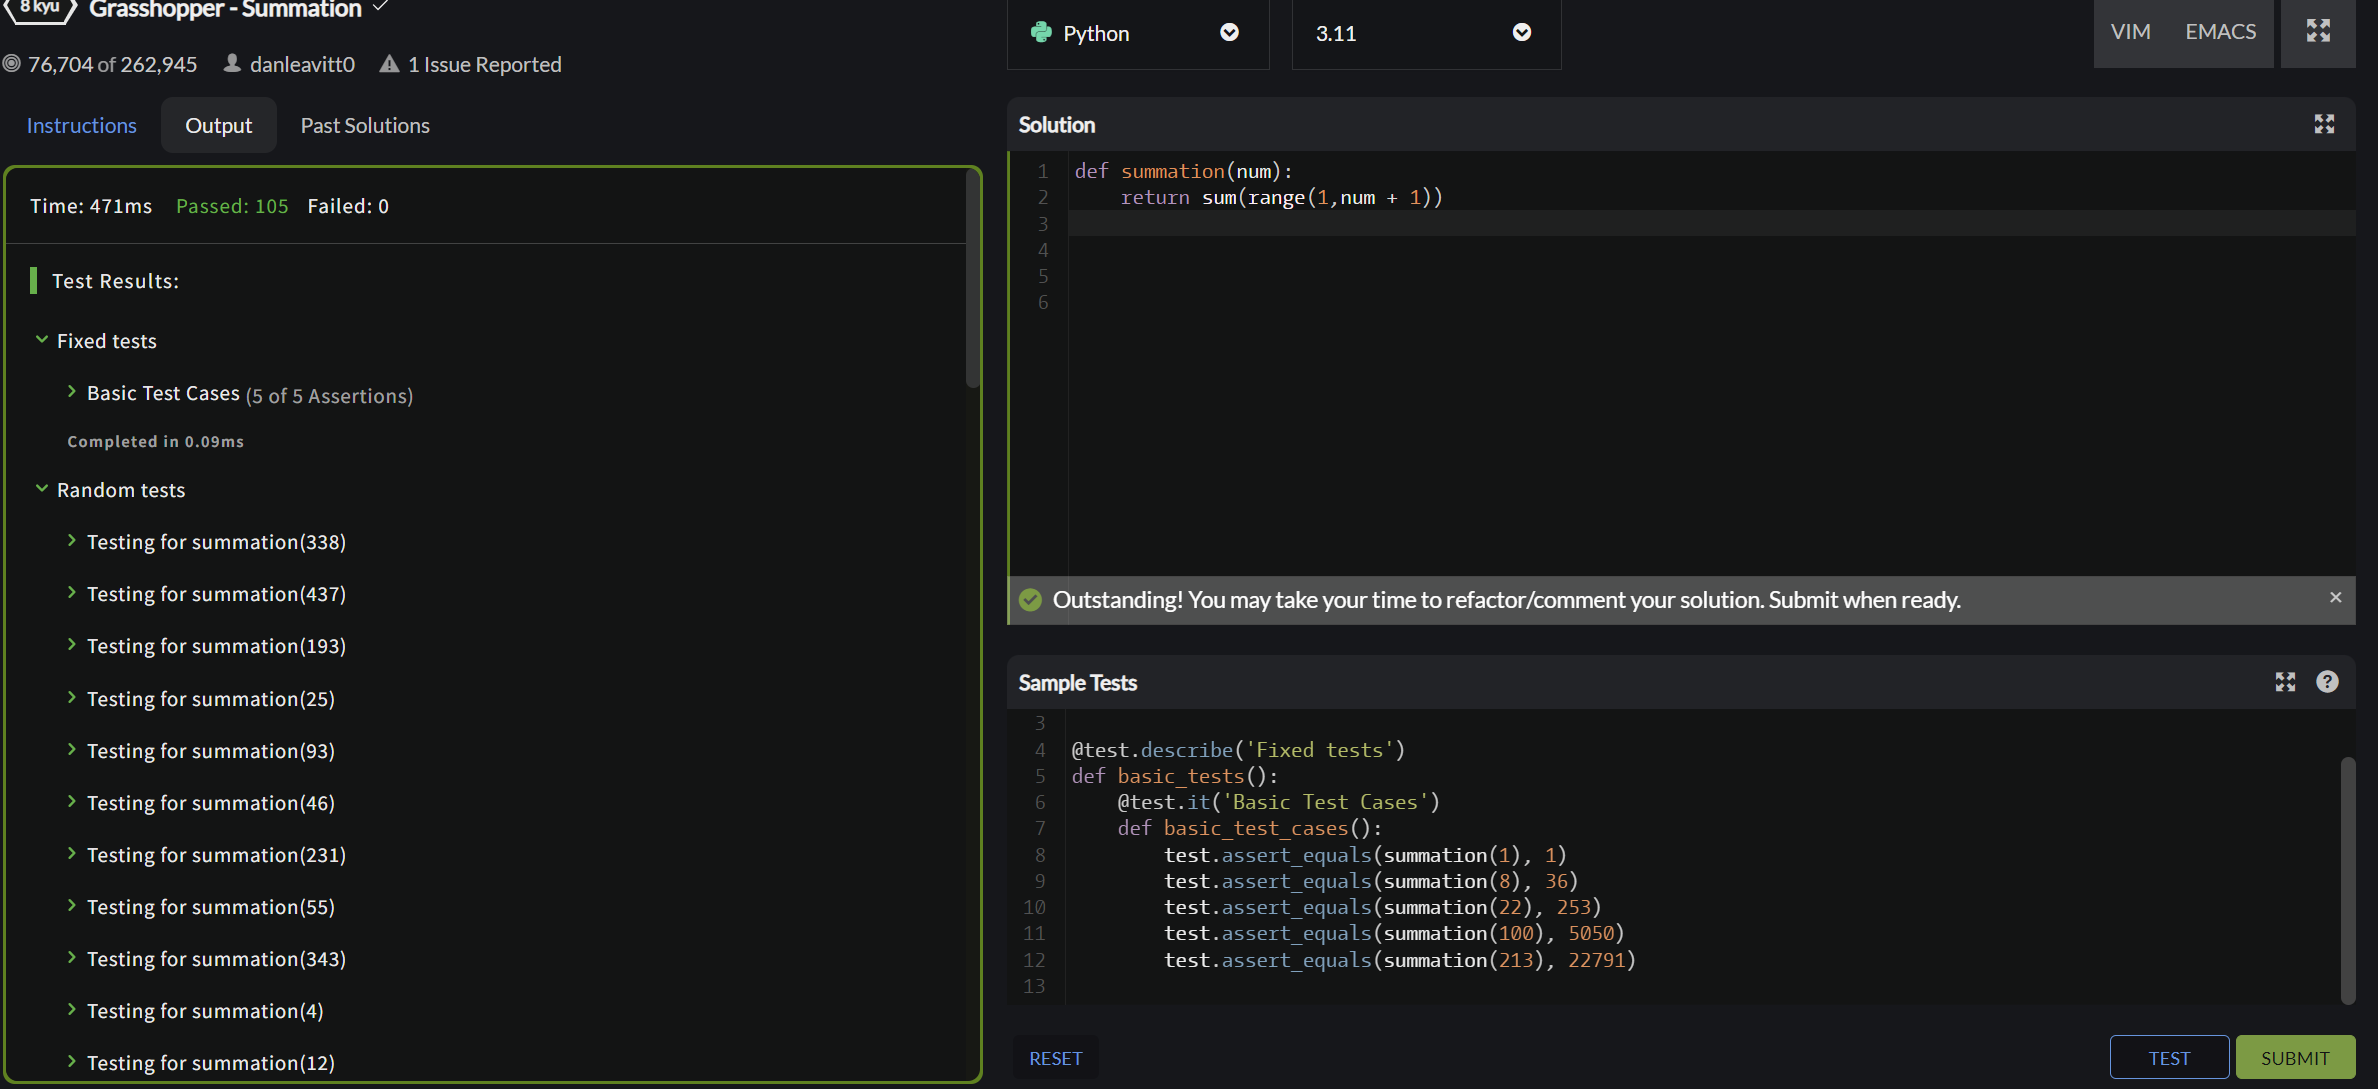 8 kyu
Grasshopper - Summation
76,704 of 262,945 danleavitt0 1 Issue Reported
Instructions Output Past Solutions
Time: 471ms Passed: 105 Failed: 0
Test Results:
Fixed tests
Basic Test Cases (5 of 5 Assertions)
Completed in 0.09ms
Random tests
Testing for summation(338)
Testing for summation(437)
Testing for summation(193)
Testing for summation(25)
Testing for summation(93)
Testing for summation(46)
Testing for summation(231)
Testing for summation(55)
Testing for summation(343)
Testing for summation(4)
Testing for summation(12)
Python 3.11 VIM EMACS
Solution
1 def summation(num):
2     return sum(range(1,num + 1))
3
4
5
6
Outstanding! You may take your time to refactor/comment your solution. Submit when ready. ×
Sample Tests ?
3
4 @test.describe('Fixed tests')
5 def basic_tests():
6     @test.it('Basic Test Cases')
7     def basic_test_cases():
8         test.assert_equals(summation(1), 1)
9         test.assert_equals(summation(8), 36)
10         test.assert_equals(summation(22), 253)
11         test.assert_equals(summation(100), 5050)
12         test.assert_equals(summation(213), 22791)
13
RESET TEST SUBMIT